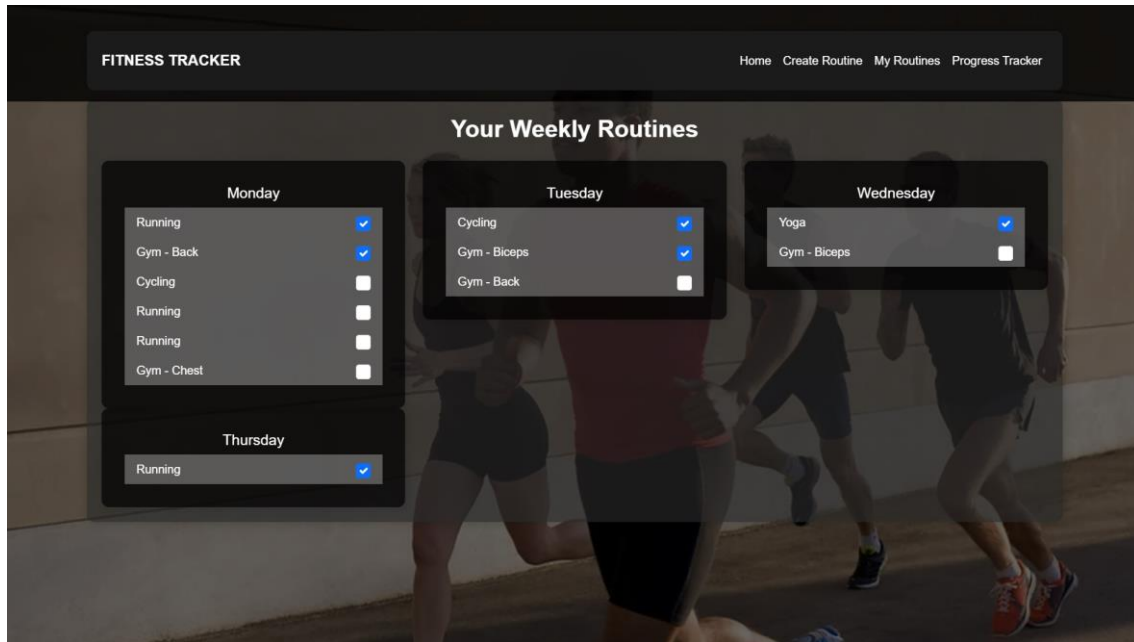 FITNESS TRACKER
Home Create Routine My Routines Progress Tracker
Your Weekly Routines
Monday
Running
Gym - Back
Cycling
Running
Running
Gym - Chest
Tuesday
Cycling
Gym - Biceps
Gym - Back
Wednesday
Yoga
Gym - Biceps
Thursday
Running